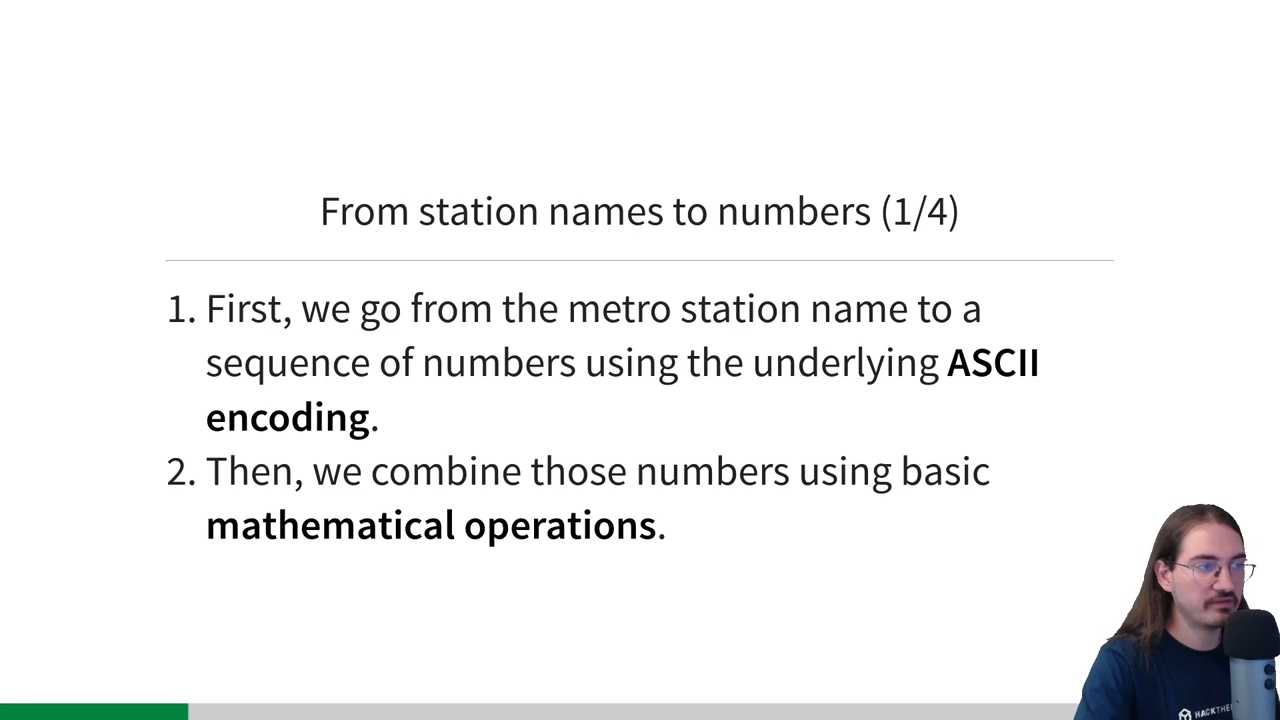 From station names to numbers (1/4)
1. First, we go from the metro station name to a
sequence of numbers using the underlying ASCII
encoding.
2. Then, we combine those numbers using basic
mathematical operations.
HACKTHE